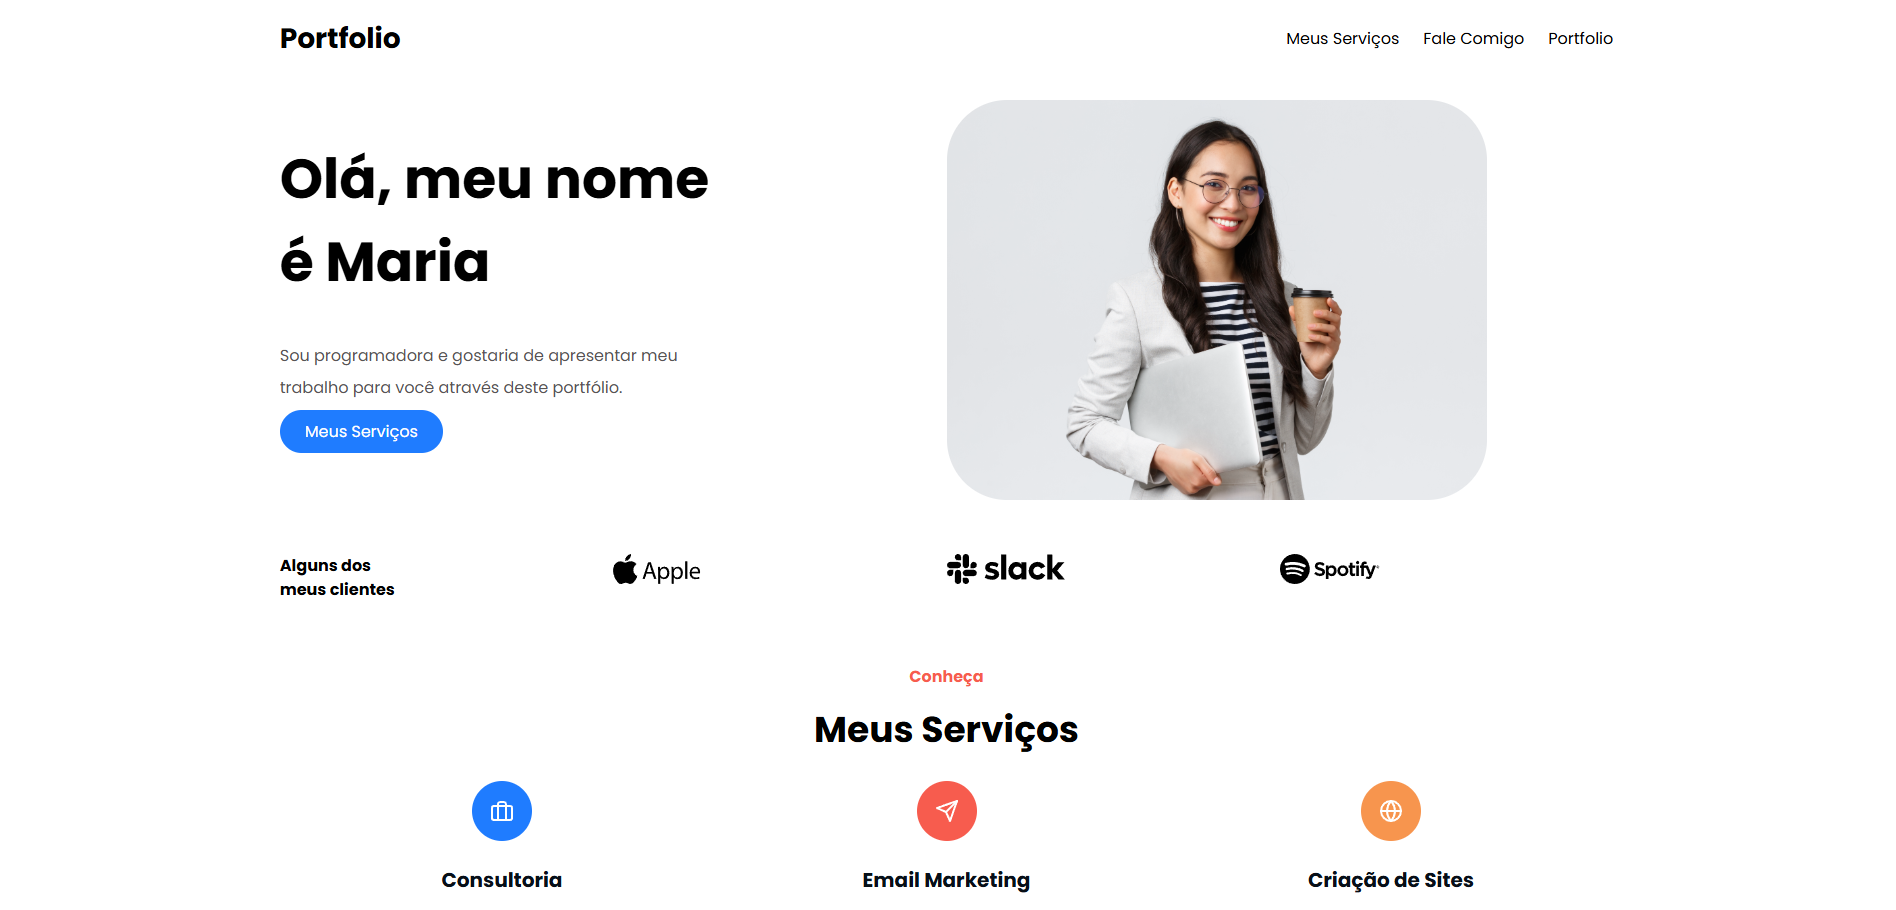 Portfolio
Meus Serviços
Fale Comigo
Portfolio
Olá, meu nome
é Maria
Sou programadora e gostaria de apresentar meu
trabalho para você através deste portfólio.
Meus Serviços
Alguns dos
meus clientes
Apple
slack
Spotify
Conheça
Meus Serviços
Consultoria
Email Marketing
Criação de Sites